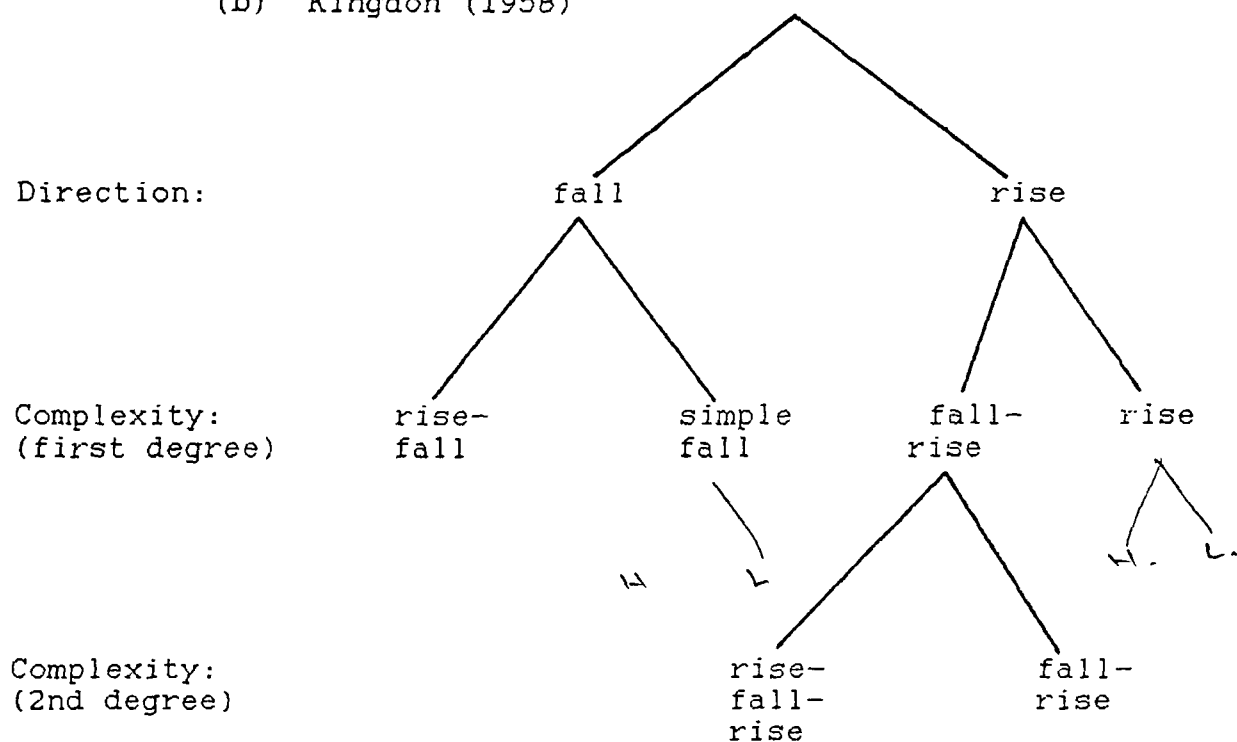 (b) Kingdon (1958)
Direction: fall rise
Complexity: rise- simple fall- rise
(first degree) fall fall rise
H L H. L.
Complexity: rise- fall-
(2nd degree) fall- rise
rise